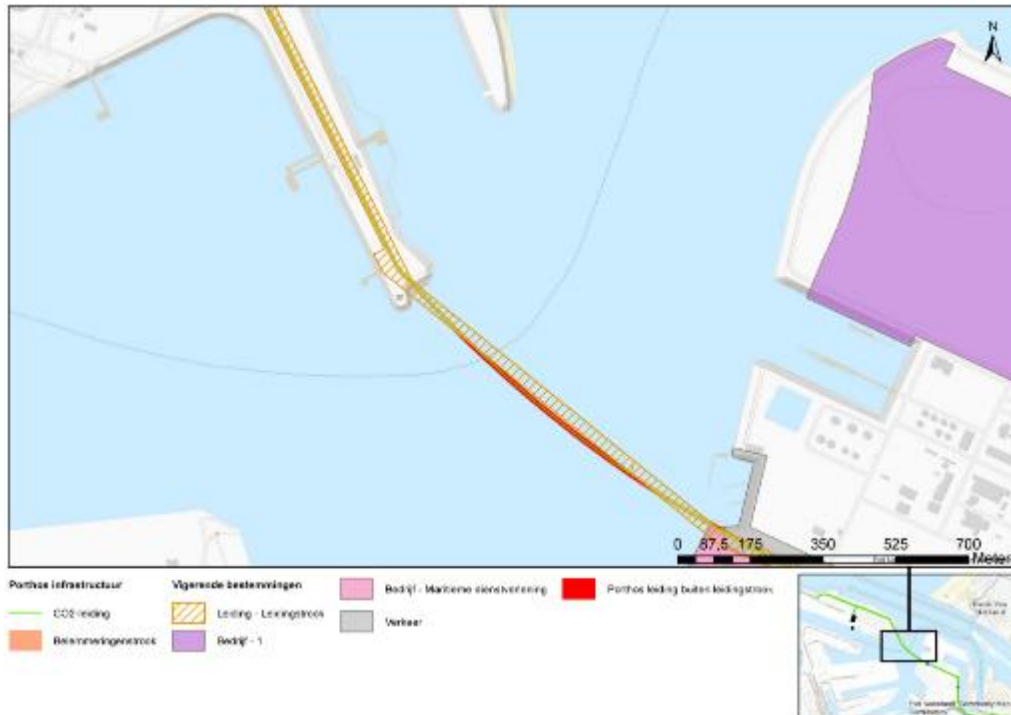 N
0 87,5 175 350 525 700
Meter
Porthos infrastructuur
CO2-leiding
Belemmeringenstrook
Vigerende bestemmingen
Leiding - Leidingstrook
Bedrijf - 1
Bedrijf - Maritieme dienstverlening
Verkeer
Porthos leiding buiten leidingstrook